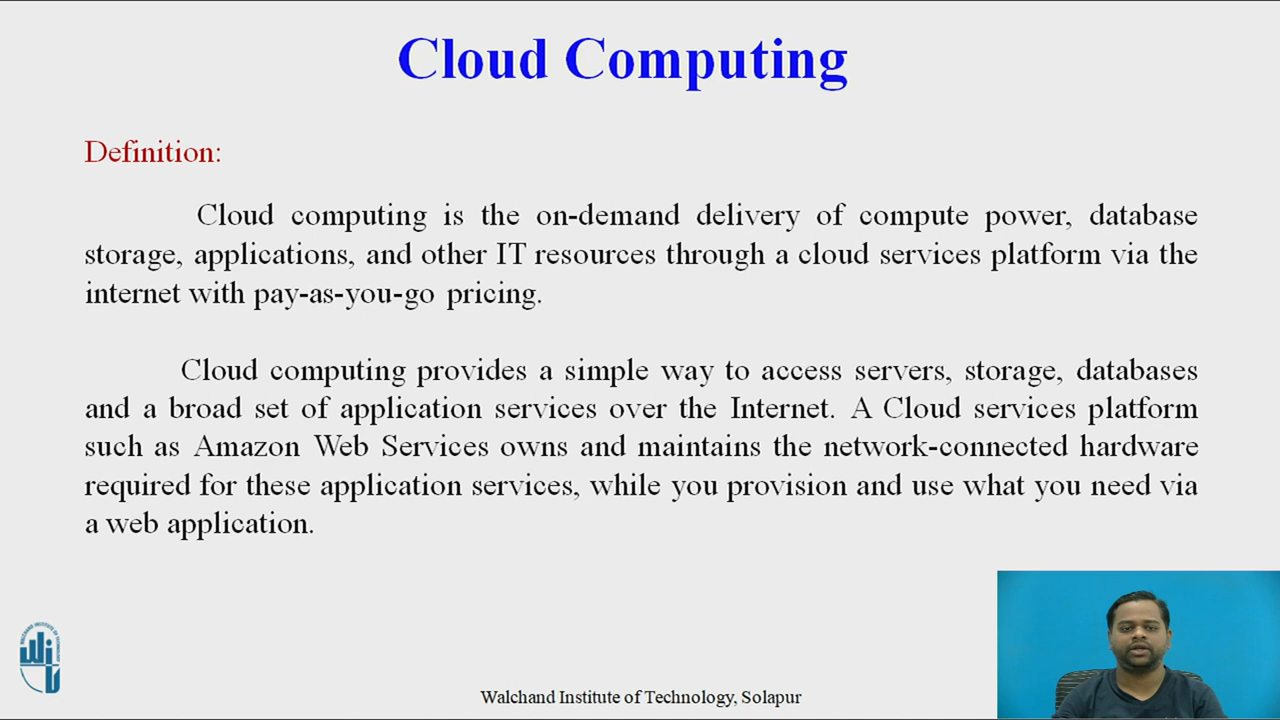 Cloud Computing
Definition:
Cloud computing is the on-demand delivery of compute power, database
storage, applications, and other IT resources through a cloud services platform via the
internet with pay-as-you-go pricing.
Cloud computing provides a simple way to access servers, storage, databases
and a broad set of application services over the Internet. A Cloud services platform
such as Amazon Web Services owns and maintains the network-connected hardware
required for these application services, while you provision and use what you need via
a web application.
WALCHAND INSTITUTE OF TECHNOLOGY
Walchand Institute of Technology, Solapur